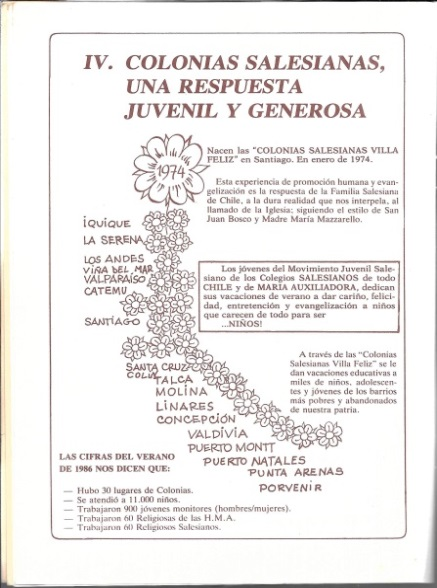 IV. COLONIAS SALESIANAS,
UNA RESPUESTA
JUVENIL Y GENEROSA
1974
Nacen las "COLONIAS SALESIANAS VILLA
FELIZ" en Santiago. En enero de 1974.
Esta experiencia de promoción humana y evan-
gelización es la respuesta de la Familia Salesiana
de Chile, a la dura realidad que nos interpela, al
llamado de la Iglesia; siguiendo el estilo de San
Juan Bosco y Madre María Mazzarello.
IQUIQUE
LA SERENA
LOS ANDES
VIÑA DEL MAR
VALPARAÍSO
CATEMU
SANTIAGO
Los jóvenes del Movimiento Juvenil Sale-
siano de los Colegios SALESIANOS de todo
CHILE y de MARIA AUXILIADORA, dedican
sus vacaciones de verano a dar cariño, felici-
dad, entretención y evangelización a niños
que carecen de todo para ser
...NIÑOS!
A través de las "Colonias
Salesianas Villa Feliz" se le
dan vacaciones educativas a
miles de niños, adolescen-
tes y jóvenes de los barrios
más pobres y abandonados
de nuestra patria.
SANTA CRUZ
TALCA
MOLINA
LINARES
CONCEPCIÓN
VALDIVIA
PUERTO MONTT
PUERTO NATALES
PUNTA ARENAS
PORVENIR
LAS CIFRAS DEL VERANO
DE 1986 NOS DICEN QUE:
— Hubo 30 lugares de Colonias.
— Se atendió a 11.000 niños.
— Trabajaron 900 jóvenes monitores (hombres/mujeres).
— Trabajaron 60 Religiosas de las H.M.A.
— Trabajaron 60 Religiosos Salesianos.